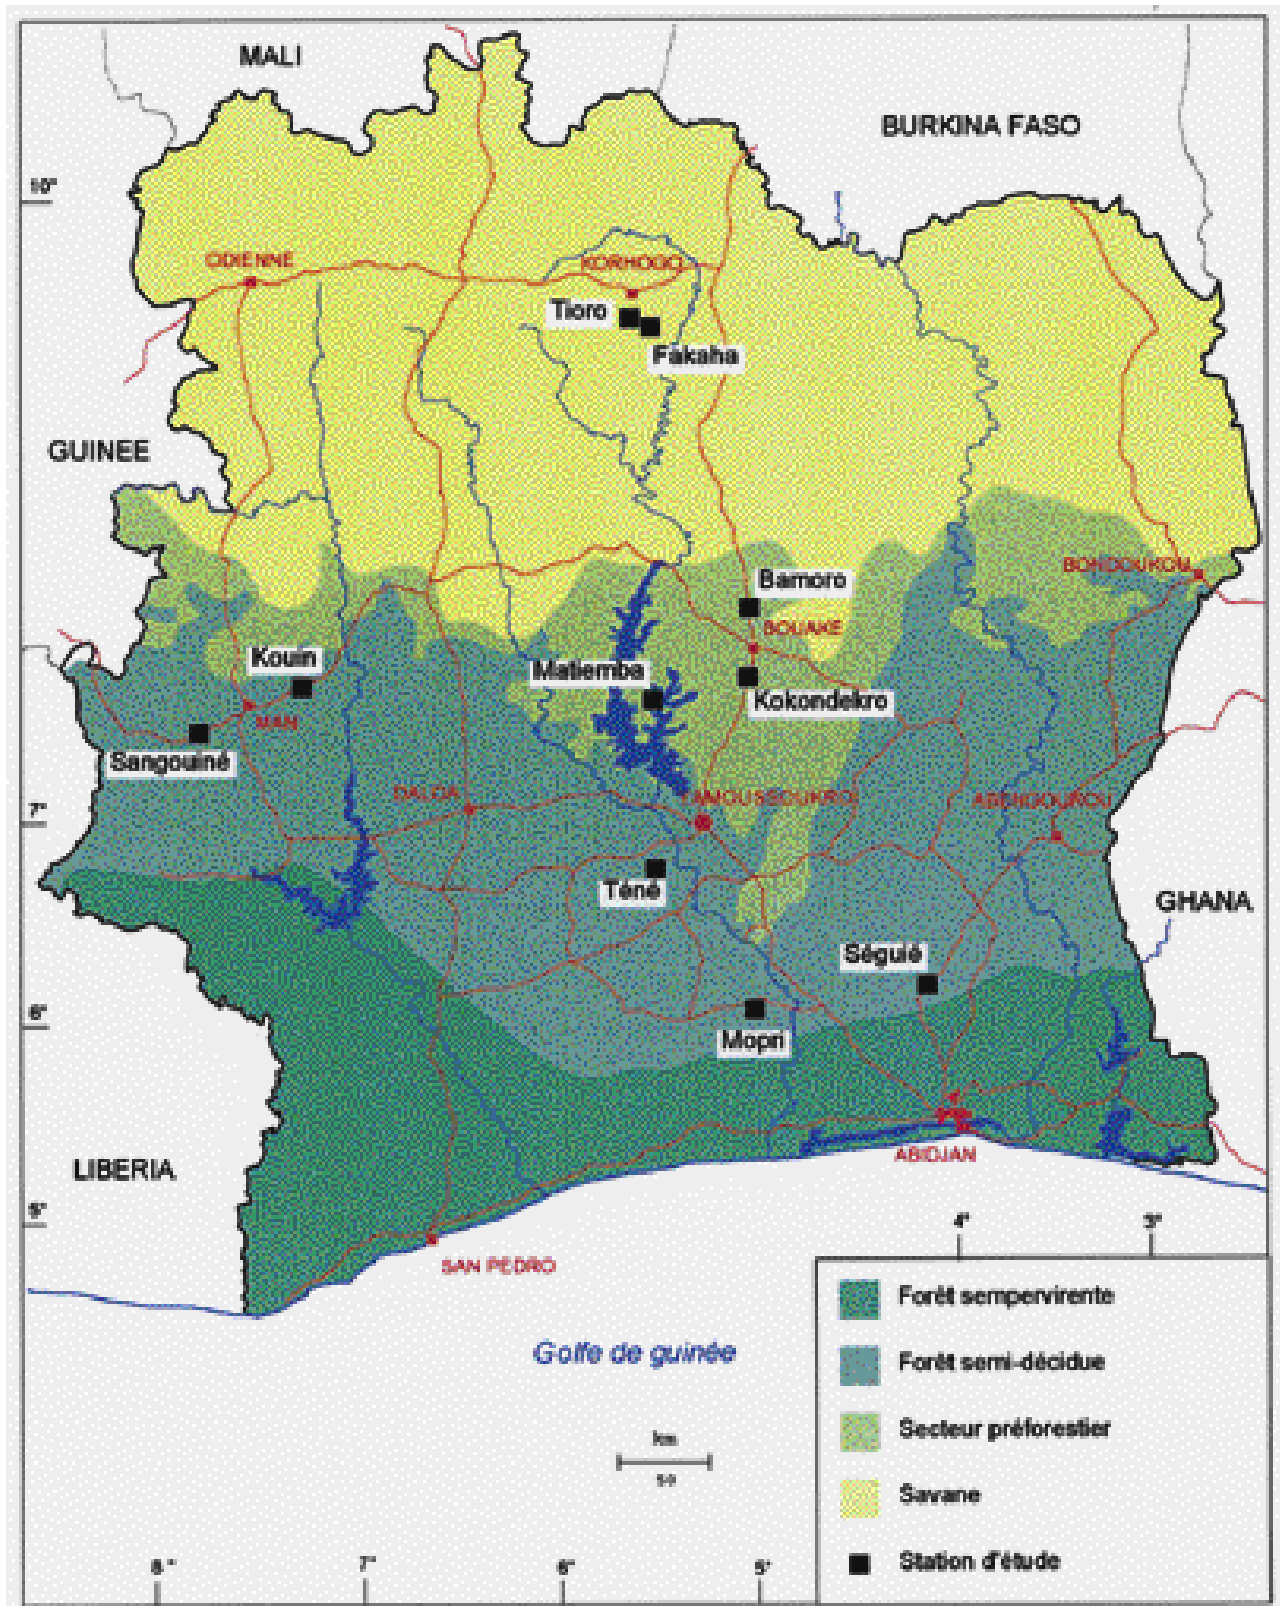 MALI
BURKINA FASO
10°
ODIENNE
KORHOGO
Tioro
Fakaha
GUINEE
BONDOUKOU
Bamoro
BOUAKE
Kouin
Matiemba
Kokondekro
MAN
Sangouiné
DALOA
YAMOUSSOUKRO
ABENGOUROU
7°
Téné
GHANA
Séguié
6°
Mopri
ABIDJAN
LIBERIA
5°
4°
3°
SAN PEDRO
Golfe de guinée
km
50
Forêt sempervirente
Forêt semi-décidue
Secteur préforestier
Savane
Station d'étude
8°
7°
6°
5°